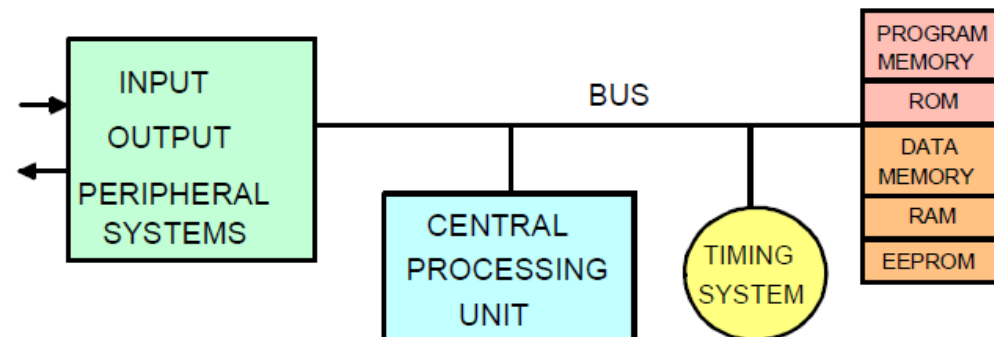 INPUT
OUTPUT
PERIPHERAL
SYSTEMS
BUS
CENTRAL
PROCESSING
UNIT
TIMING
SYSTEM
PROGRAM
MEMORY
ROM
DATA
MEMORY
RAM
EEPROM